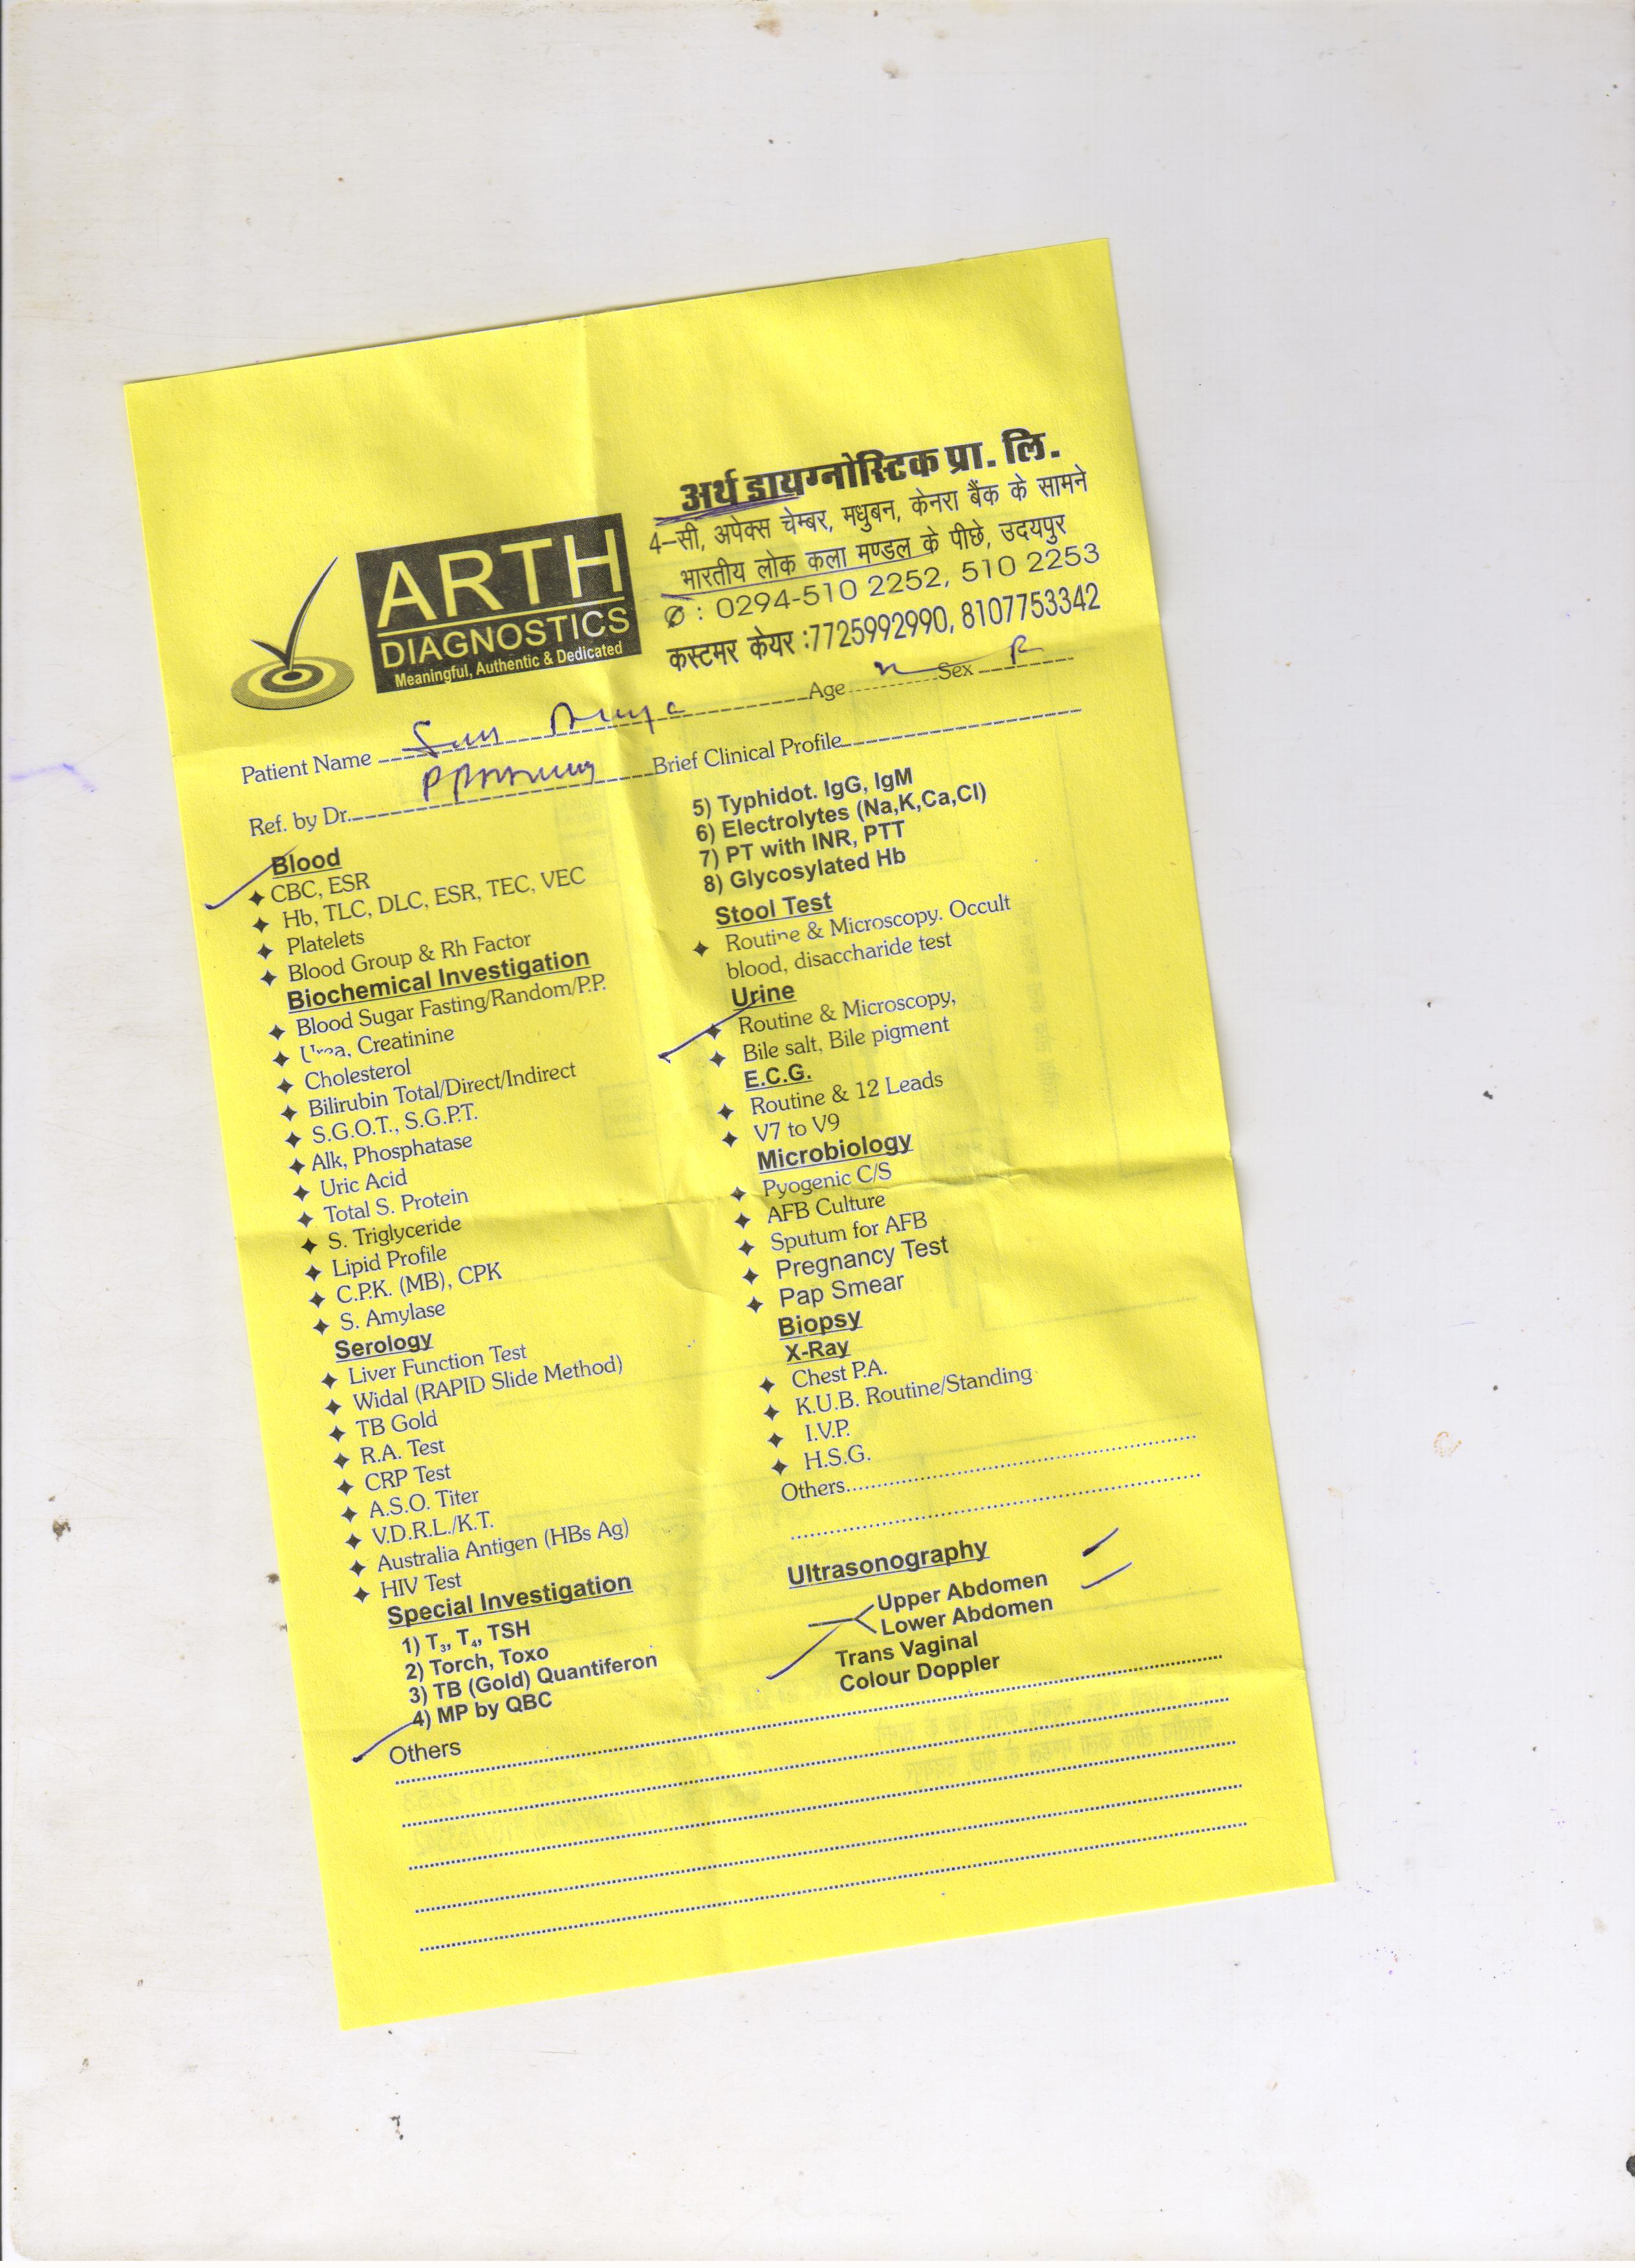 अर्थ डायग्नोस्टिक प्रा. लि.
4-सी, अपेक्स चेम्बर, मधुबन, केनरा बैंक के सामने
भारतीय लोक कला मण्डल के पीछे, उदयपुर
: 0294-510 2252, 510 2253
कस्टमर केयर :7725992990, 8107753342
ARTH
DIAGNOSTICS
Meaningful, Authentic & Dedicated
Patient Name Age Sex
Ref. by Dr. Brief Clinical Profile
Blood
CBC, ESR
Hb, TLC, DLC, ESR, TEC, VEC
Platelets
Blood Group & Rh Factor
Biochemical Investigation
Blood Sugar Fasting/Random/P.P.
Urea, Creatinine
Cholesterol
Bilirubin Total/Direct/Indirect
S.G.O.T., S.G.P.T.
Alk, Phosphatase
Uric Acid
Total S. Protein
S. Triglyceride
Lipid Profile
C.P.K. (MB), CPK
S. Amylase
Serology
Liver Function Test
Widal (RAPID Slide Method)
TB Gold
R.A. Test
CRP Test
A.S.O. Titer
V.D.R.L./K.T.
Australia Antigen (HBs Ag)
HIV Test
Special Investigation
1) T₃, T₄, TSH
2) Torch, Toxo
3) TB (Gold) Quantiferon
4) MP by QBC
Others
5) Typhidot. IgG, IgM
6) Electrolytes (Na,K,Ca,Cl)
7) PT with INR, PTT
8) Glycosylated Hb
Stool Test
Routine & Microscopy. Occult
blood, disaccharide test
Urine
Routine & Microscopy,
Bile salt, Bile pigment
E.C.G.
Routine & 12 Leads
V7 to V9
Microbiology
Pyogenic C/S
AFB Culture
Sputum for AFB
Pregnancy Test
Pap Smear
Biopsy
X-Ray
Chest P.A.
K.U.B. Routine/Standing
I.V.P.
H.S.G.
Others
Ultrasonography
Upper Abdomen
Lower Abdomen
Trans Vaginal
Colour Doppler